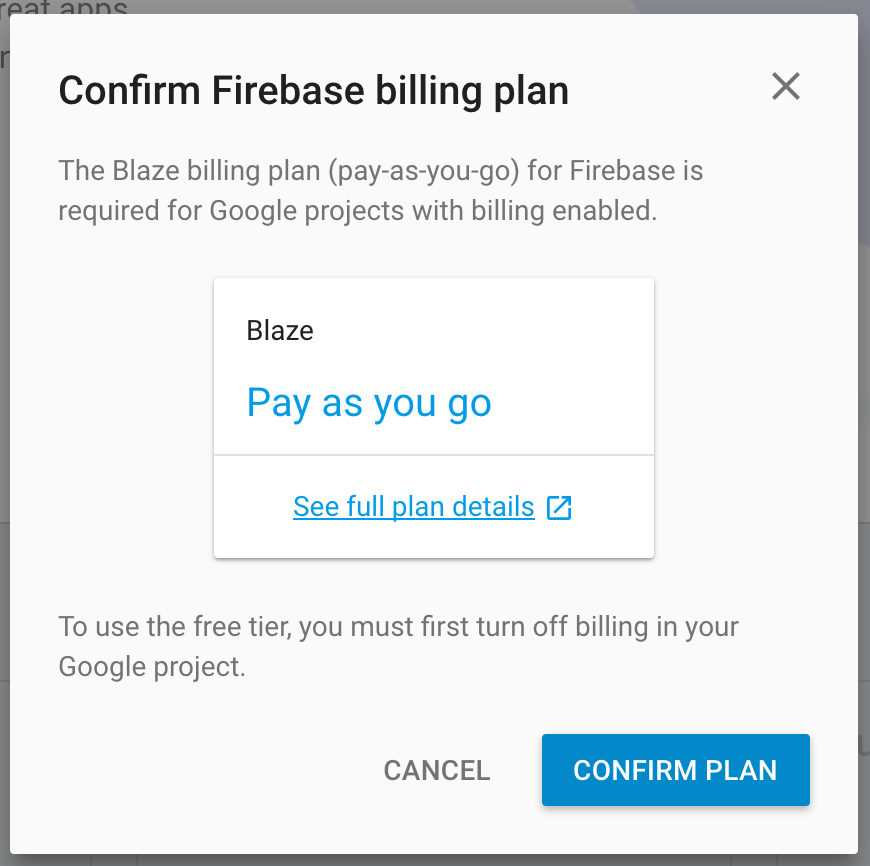 great apps
Confirm Firebase billing plan
The Blaze billing plan (pay-as-you-go) for Firebase is
required for Google projects with billing enabled.
Blaze
Pay as you go
See full plan details
To use the free tier, you must first turn off billing in your
Google project.
CANCEL
CONFIRM PLAN